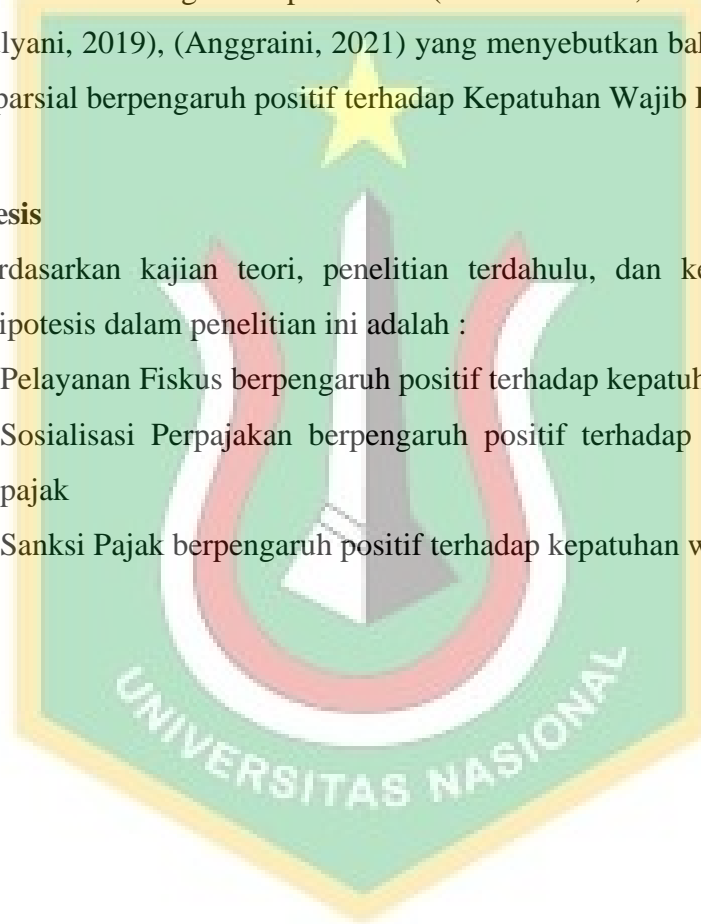 lyani, 2019), (Anggraini, 2021) yang menyebutkan bal
parsial berpengaruh positif terhadap Kepatuhan Wajib
esis
rdasarkan kajian teori, penelitian terdahulu, dan ke
ipotesis dalam penelitian ini adalah :
Pelayanan Fiskus berpengaruh positif terhadap kepatuh
Sosialisasi Perpajakan berpengaruh positif terhadap
pajak
Sanksi Pajak berpengaruh positif terhadap kepatuhan w
UNIVERSITAS NASIONAL